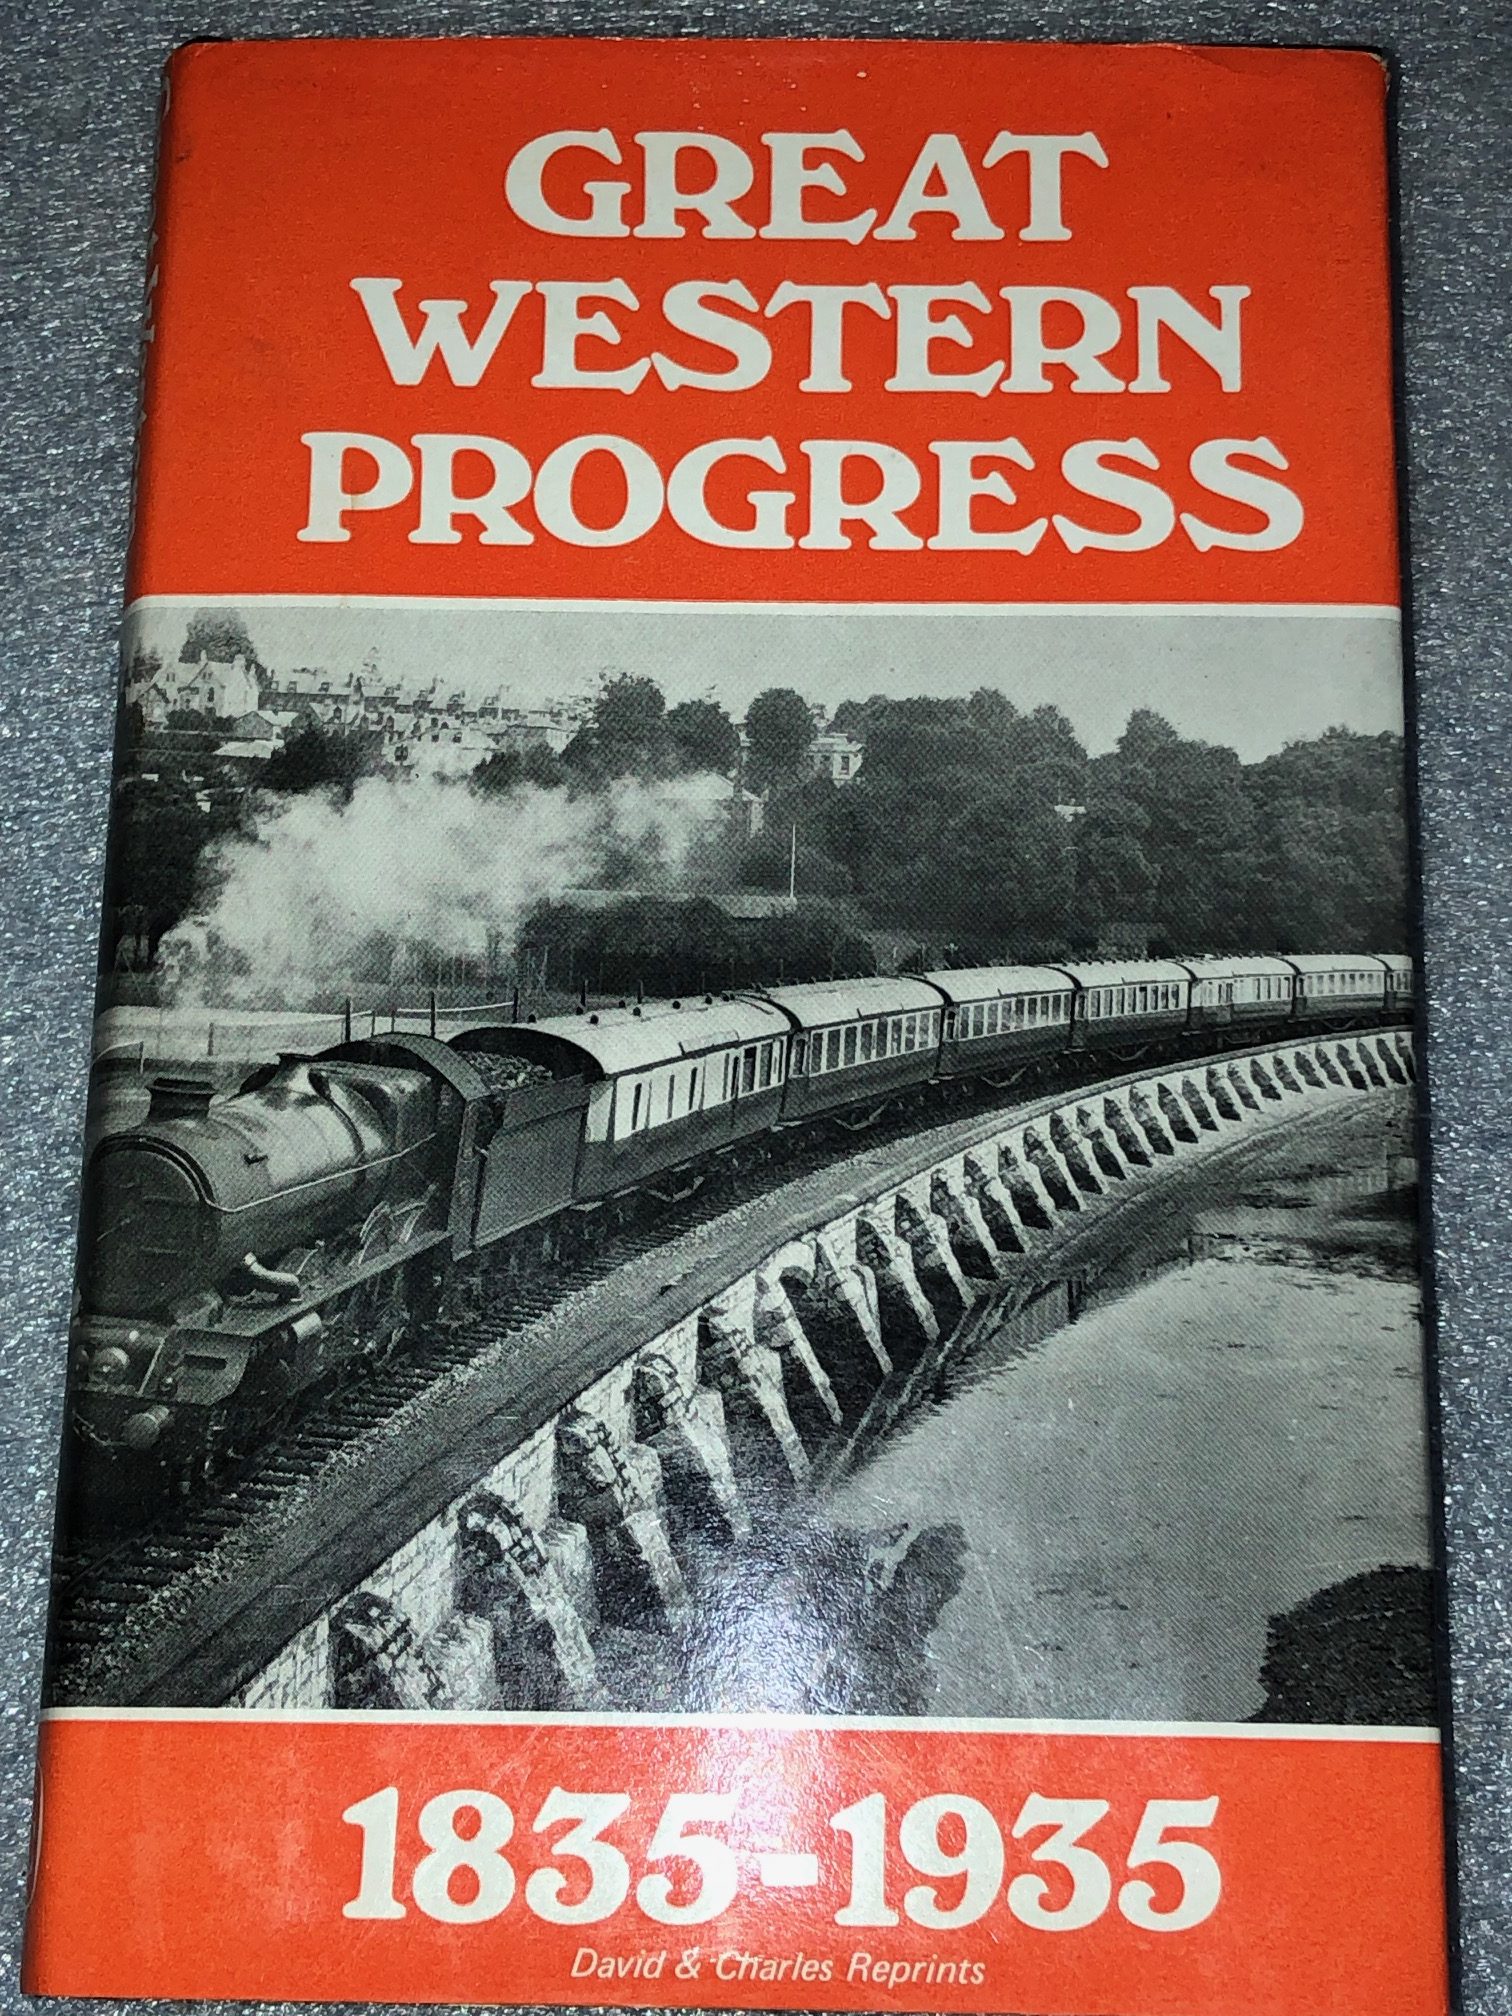 GREAT
WESTERN
PROGRESS
1835-1935
David & Charles Reprints